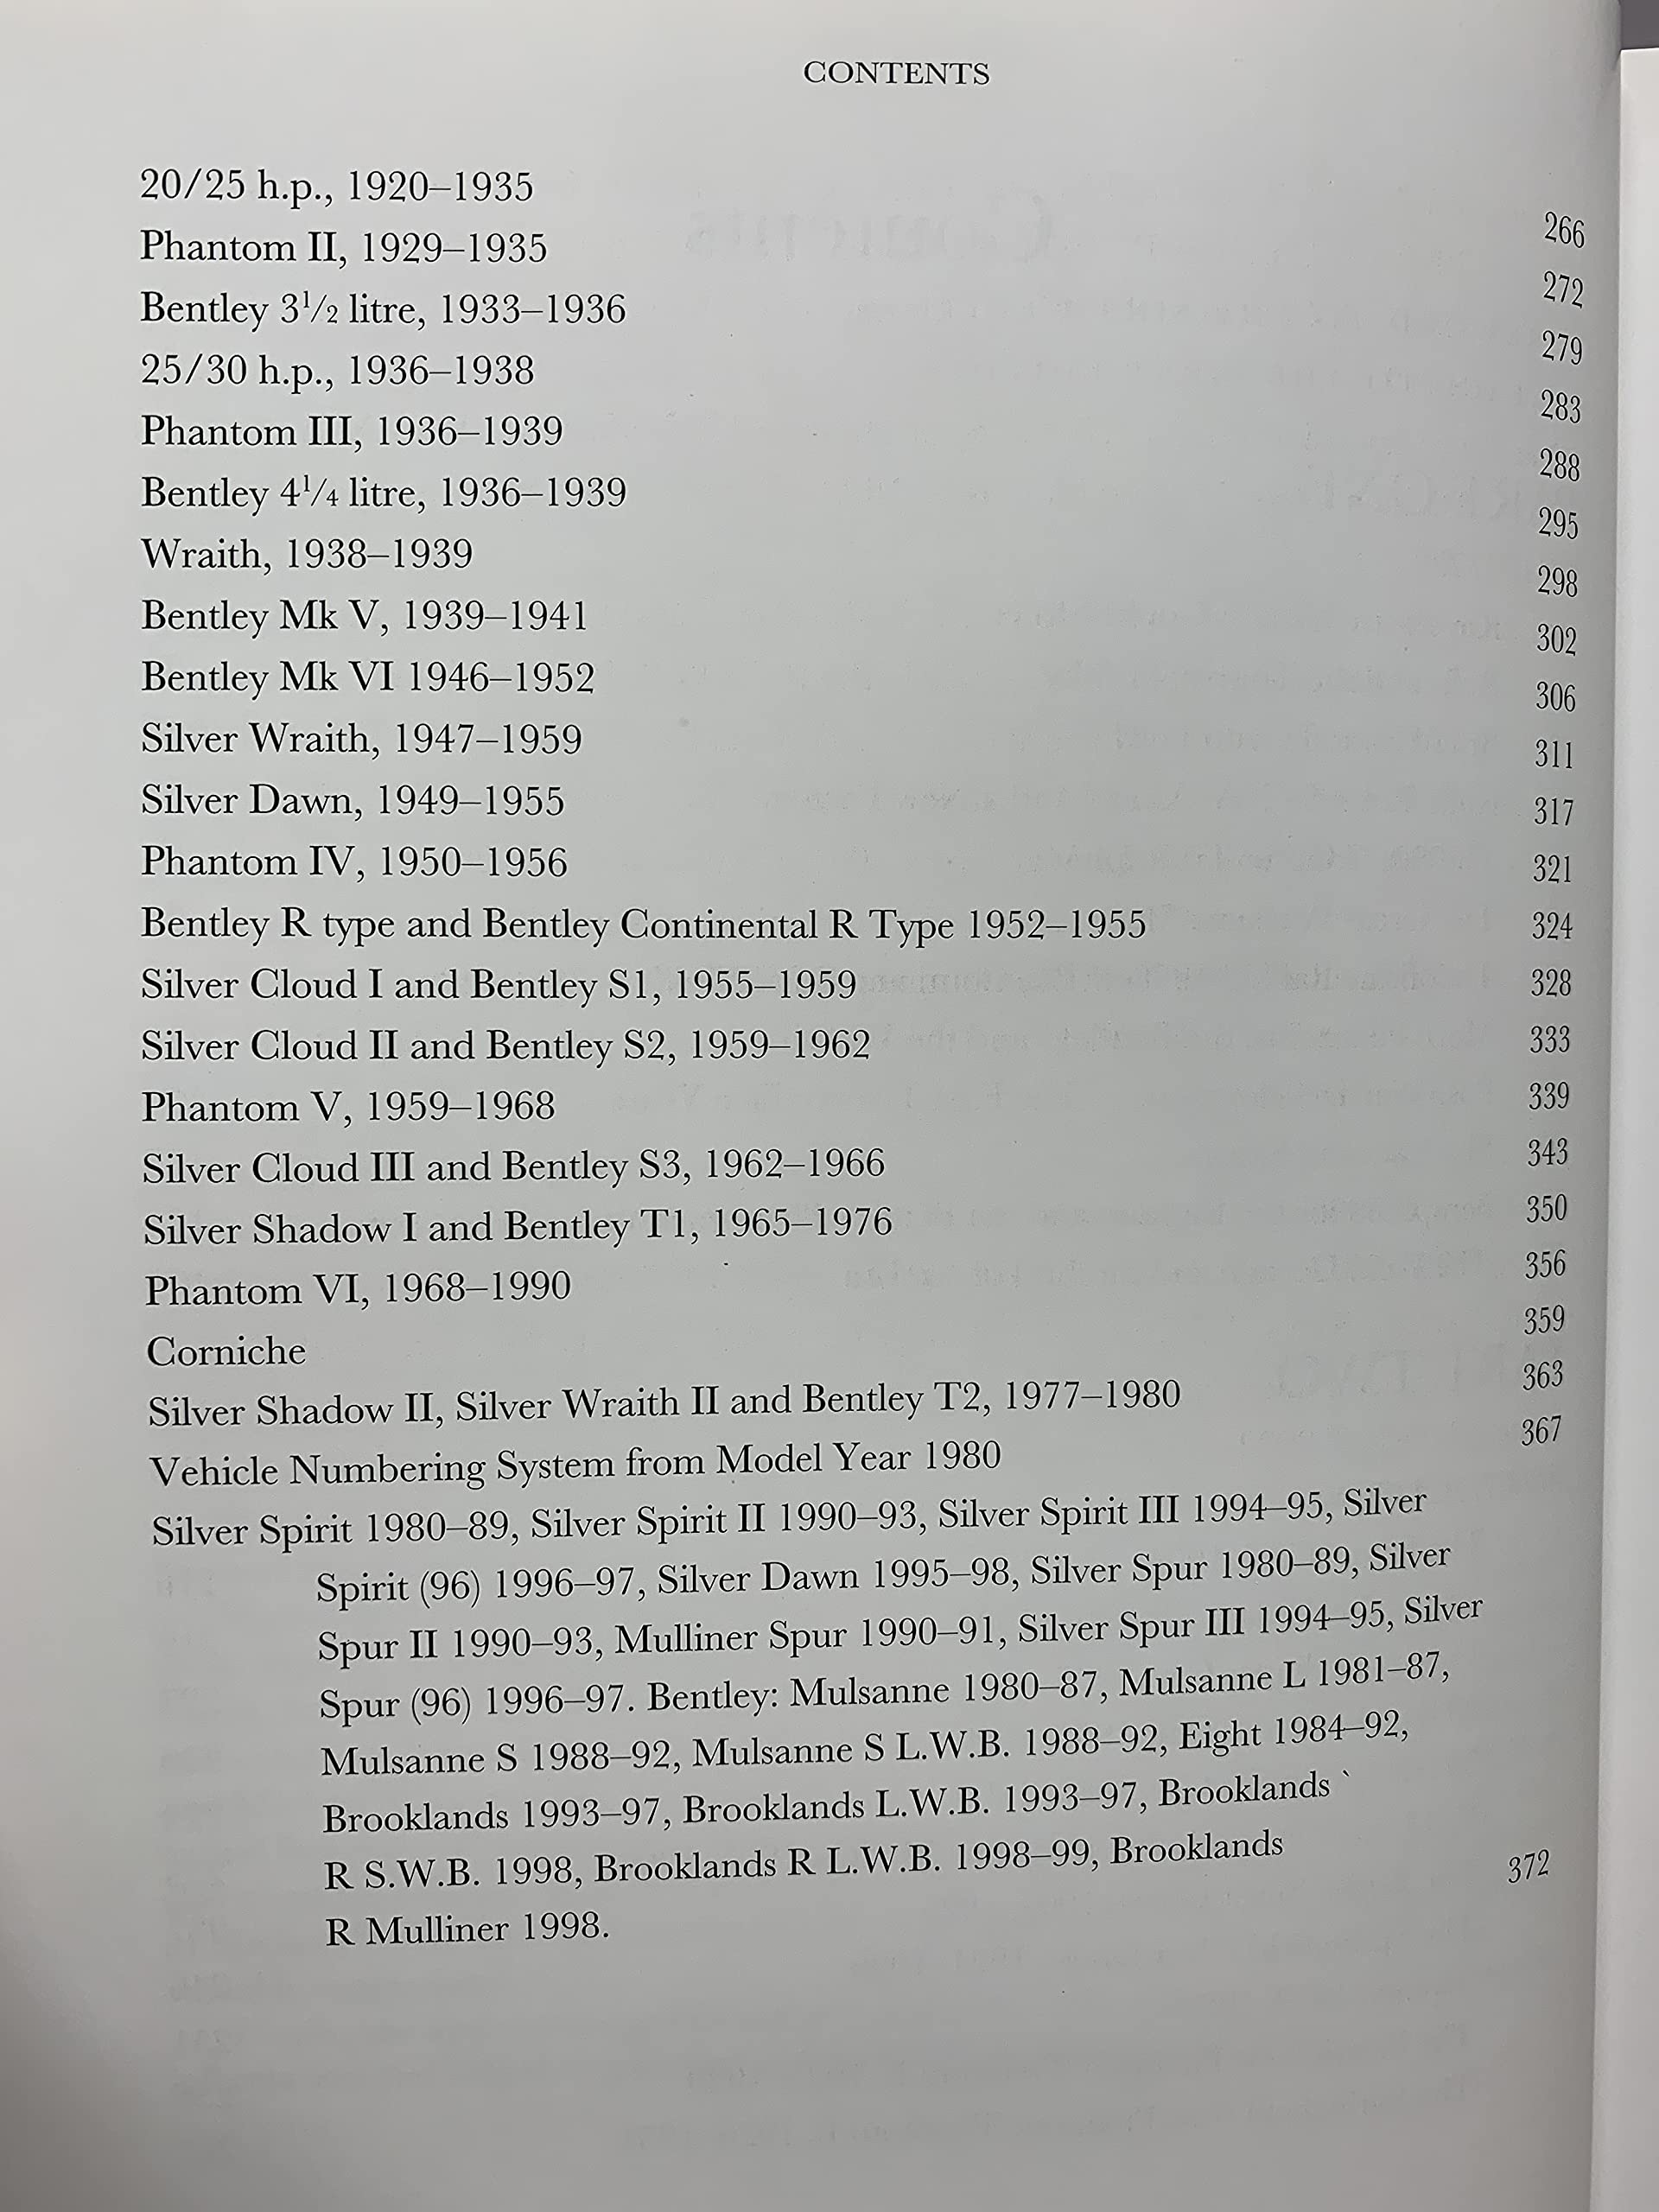 CONTENTS
20/25 h.p., 1920–1935 266
Phantom II, 1929–1935 272
Bentley 3½ litre, 1933–1936 279
25/30 h.p., 1936–1938 283
Phantom III, 1936–1939 288
Bentley 4¼ litre, 1936–1939 295
Wraith, 1938–1939 298
Bentley Mk V, 1939–1941 302
Bentley Mk VI 1946–1952 306
Silver Wraith, 1947–1959 311
Silver Dawn, 1949–1955 317
Phantom IV, 1950–1956 321
Bentley R type and Bentley Continental R Type 1952–1955 324
Silver Cloud I and Bentley S1, 1955–1959 328
Silver Cloud II and Bentley S2, 1959–1962 333
Phantom V, 1959–1968 339
Silver Cloud III and Bentley S3, 1962–1966 343
Silver Shadow I and Bentley T1, 1965–1976 350
Phantom VI, 1968–1990 356
Corniche 359
Silver Shadow II, Silver Wraith II and Bentley T2, 1977–1980 363
Vehicle Numbering System from Model Year 1980 367
Silver Spirit 1980–89, Silver Spirit II 1990–93, Silver Spirit III 1994–95, Silver
Spirit (96) 1996–97, Silver Dawn 1995–98, Silver Spur 1980–89, Silver
Spur II 1990–93, Mulliner Spur 1990–91, Silver Spur III 1994–95, Silver
Spur (96) 1996–97. Bentley: Mulsanne 1980–87, Mulsanne L 1981–87,
Mulsanne S 1988–92, Mulsanne S L.W.B. 1988–92, Eight 1984–92,
Brooklands 1993–97, Brooklands L.W.B. 1993–97, Brooklands `
R S.W.B. 1998, Brooklands R L.W.B. 1998–99, Brooklands
R Mulliner 1998. 372